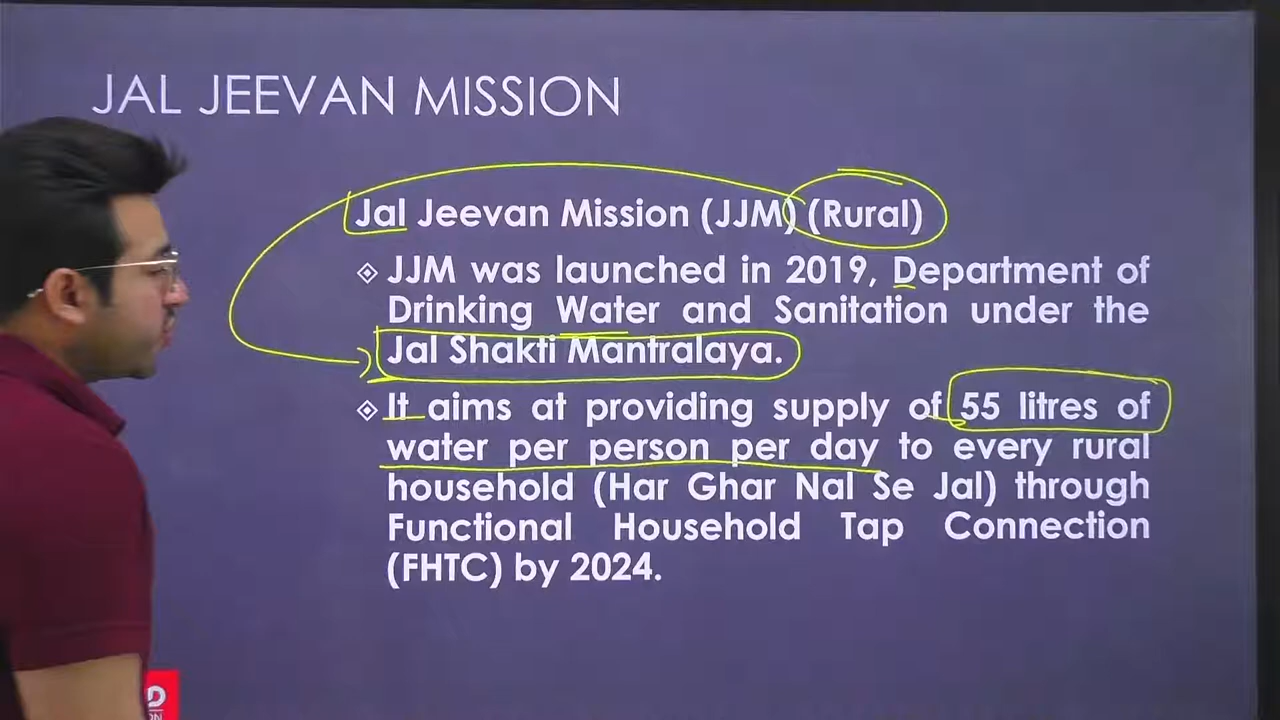 JAL JEEVAN MISSION
Jal Jeevan Mission (JJM) (Rural)
JJM was launched in 2019, Department of
Drinking Water and Sanitation under the
Jal Shakti Mantralaya.
It aims at providing supply of 55 litres of
water per person per day to every rural
household (Har Ghar Nal Se Jal) through
Functional Household Tap Connection
(FHTC) by 2024.